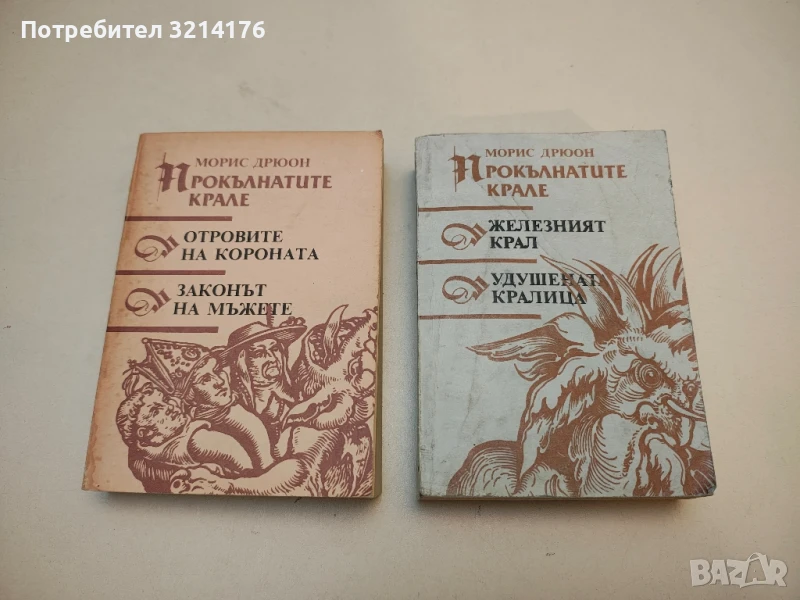 Потребител 3214176
МОРИС ДРЮОН
ПРОКЪЛНАТИТЕ
КРАЛЕ
ОТРОВИТЕ
НА КОРОНАТА
ЗАКОНЪТ
НА МЪЖЕТЕ
МОРИС ДРЮОН
ПРОКЪЛНАТИТЕ
КРАЛЕ
ЖЕЛЕЗНИЯТ
КРАЛ
УДУШЕНАТА
КРАЛИЦА
BAZAR